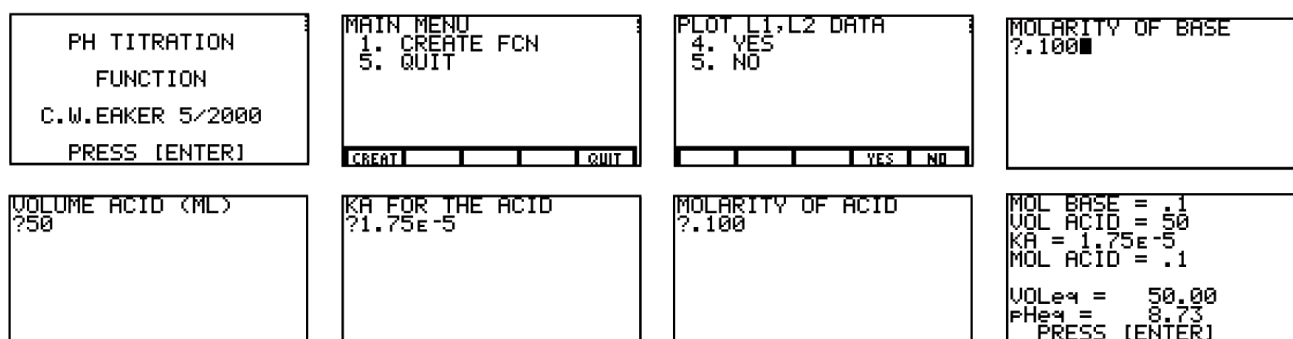 PH TITRATION
FUNCTION
C.W.EAKER 5/2000
PRESS [ENTER]
MAIN MENU
1. CREATE FCN
5. QUIT
CREAT QUIT
PLOT L1,L2 DATA
4. YES
5. NO
YES NO
MOLARITY OF BASE
?.100
VOLUME ACID (ML)
?50
KA FOR THE ACID
?1.75E-5
MOLARITY OF ACID
?.100
MOL BASE = .1
VOL ACID = 50
KA = 1.75E-5
MOL ACID = .1
VOLeq = 50.00
pHeq = 8.73
PRESS [ENTER]